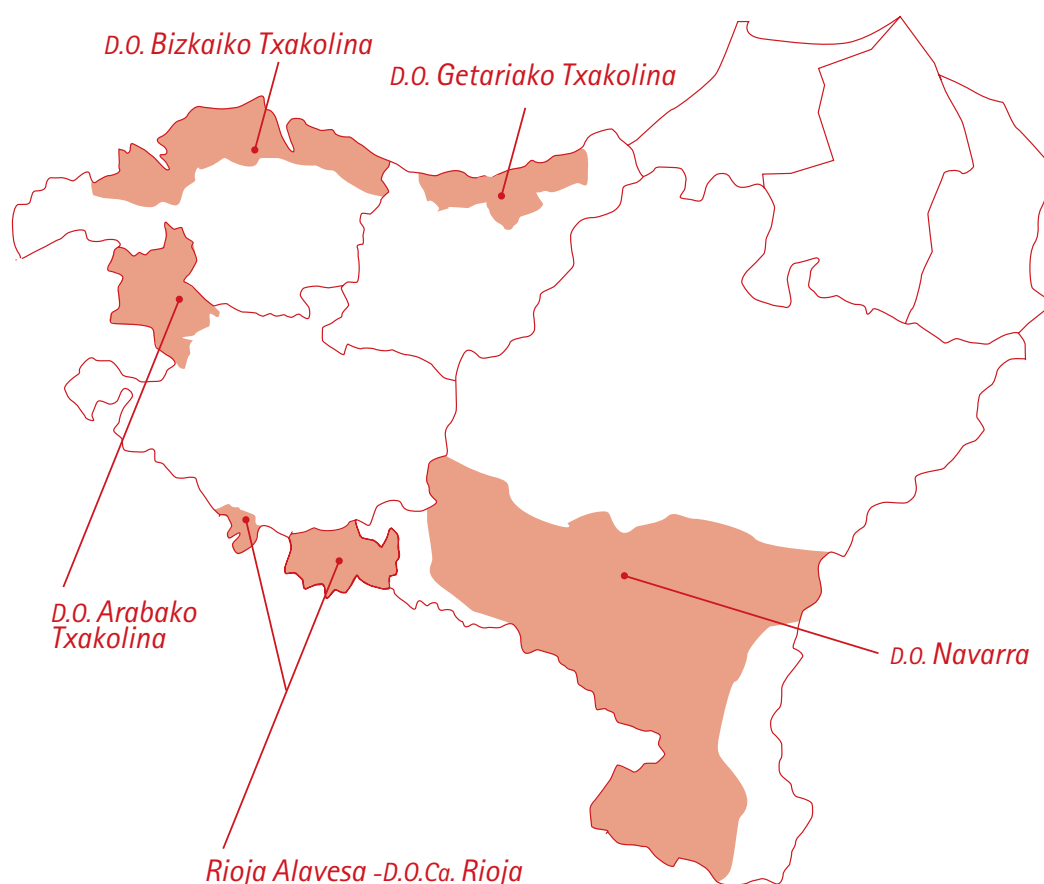 D.O. Bizkaiko Txakolina
D.O. Getariako Txakolina
D.O. Arabako
Txakolina
D.O. Navarra
Rioja Alavesa -D.O.Ca. Rioja